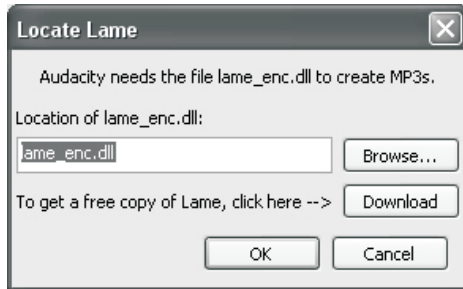 Locate Lame
Audacity needs the file lame_enc.dll to create MP3s.
Location of lame_enc.dll:
lame_enc.dll
Browse...
To get a free copy of Lame, click here -->
Download
OK
Cancel